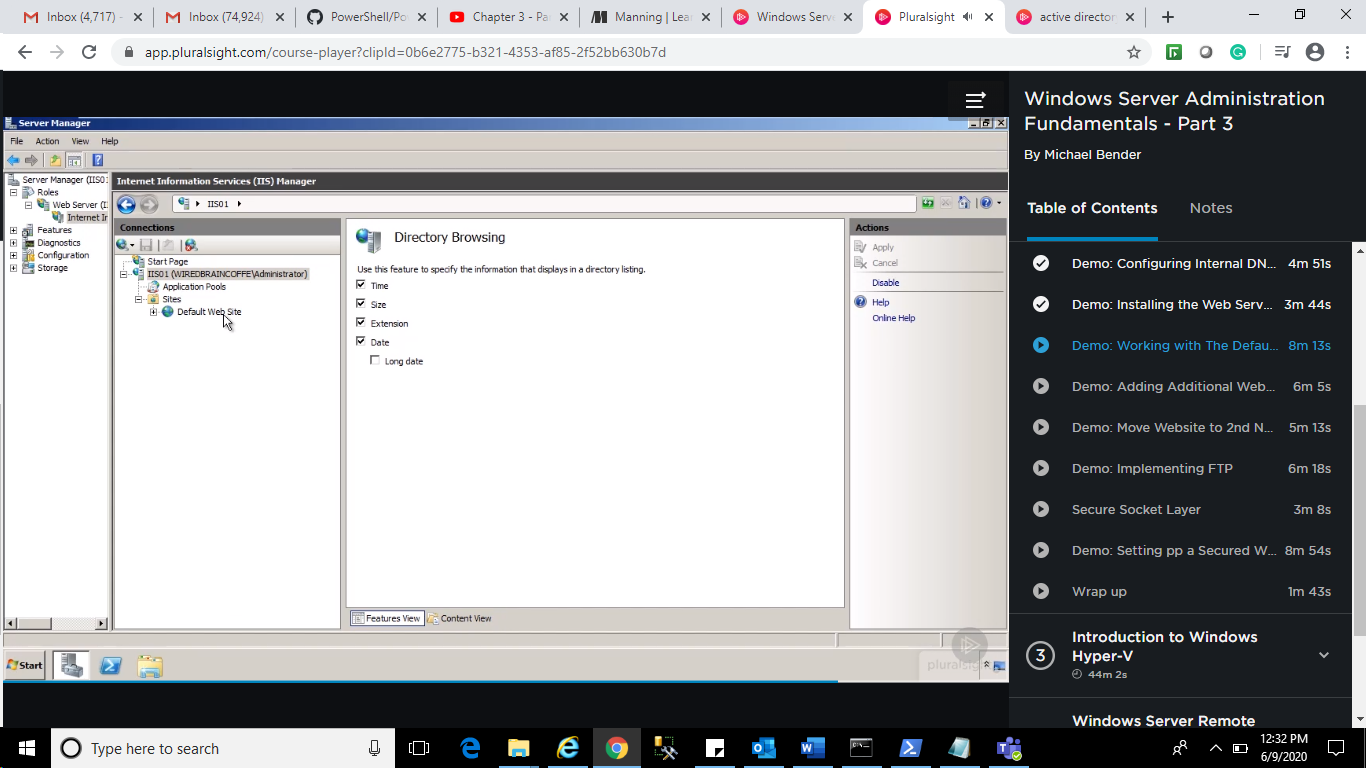 Inbox (4,717) -
Inbox (74,924)
PowerShell/Po
Chapter 3 - Pa
Manning | Lea
Windows Serv
Pluralsight
active director
app.pluralsight.com/course-player?clipId=0b6e2775-b321-4353-af85-2f52bb630b7d
Server Manager
File Action View Help
Server Manager (IIS01
Roles
Web Server (I
Internet Ir
Features
Diagnostics
Configuration
Storage
Internet Information Services (IIS) Manager
IIS01
Connections
Start Page
IIS01 (WIREDBRAINCOFFE\Administrator)
Application Pools
Sites
Default Web Site
Directory Browsing
Use this feature to specify the information that displays in a directory listing.
Time
Size
Extension
Date
Long date
Features View
Content View
Actions
Apply
Cancel
Disable
Help
Online Help
Start
pluralsight
Windows Server Administration
Fundamentals - Part 3
By Michael Bender
Table of Contents Notes
Demo: Configuring Internal DN... 4m 51s
Demo: Installing the Web Serv... 3m 44s
Demo: Working with The Defau... 8m 13s
Demo: Adding Additional Web... 6m 5s
Demo: Move Website to 2nd N... 5m 13s
Demo: Implementing FTP 6m 18s
Secure Socket Layer 3m 8s
Demo: Setting pp a Secured W... 8m 54s
Wrap up 1m 43s
3
Introduction to Windows
Hyper-V
44m 2s
Windows Server Remote
Type here to search
12:32 PM
6/9/2020